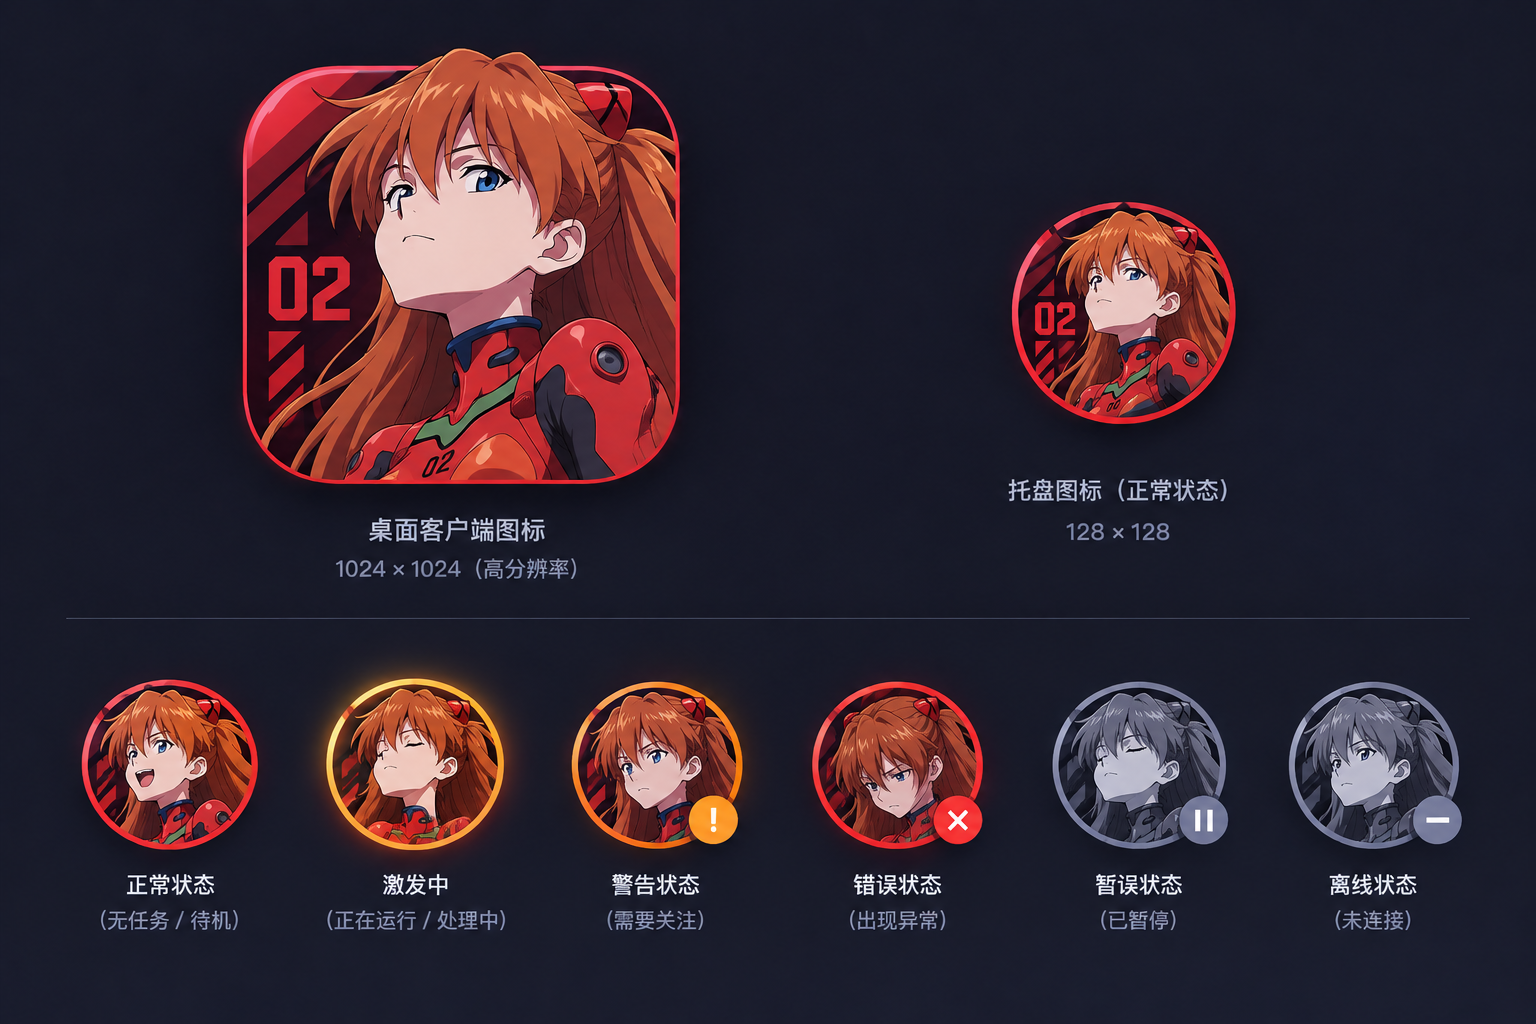 02
02
桌面客户端图标
1024 × 1024（高分辨率）
02
托盘图标（正常状态）
128 × 128
正常状态
（无任务 / 待机）
激发中
（正在运行 / 处理中）
!
警告状态
（需要关注）
错误状态
（出现异常）
暂误状态
（已暂停）
离线状态
（未连接）